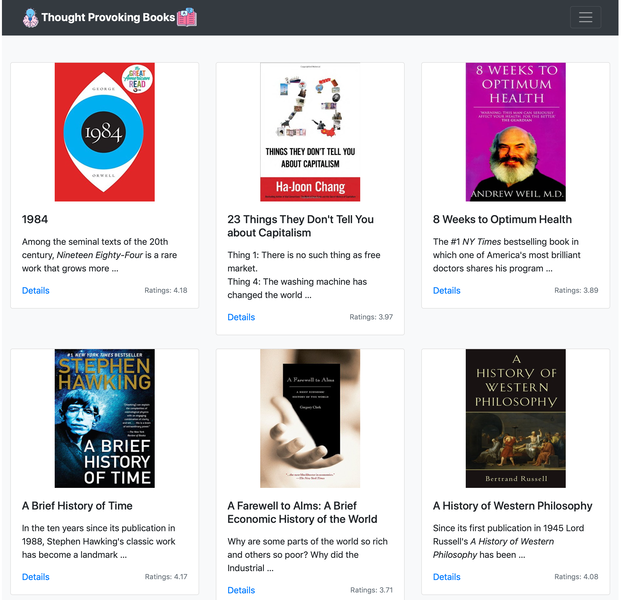 Thought Provoking Books
The
GREAT
American
READ
GEORGE
1984
ORWELL
1984
Among the seminal texts of the 20th
century, Nineteen Eighty-Four is a rare
work that grows more ...
Details
Ratings: 4.18
23
THINGS THEY DON'T TELL YOU
ABOUT CAPITALISM
Ha-Joon Chang
23 Things They Don't Tell You
about Capitalism
Thing 1: There is no such thing as free
market.
Thing 4: The washing machine has
changed the world ...
Details
Ratings: 3.97
8 WEEKS TO
OPTIMUM
HEALTH
ANDREW WEIL, M.D.
8 Weeks to Optimum Health
The #1 NY Times bestselling book in
which one of America's most brilliant
doctors shares his program ...
Details
Ratings: 3.89
#1 NEW YORK TIMES BESTSELLER
STEPHEN
HAWKING
A BRIEF
HISTORY
OF TIME
A Brief History of Time
In the ten years since its publication in
1988, Stephen Hawking's classic work
has become a landmark ...
Details
Ratings: 4.17
A Farewell to Alms
A BRIEF ECONOMIC
HISTORY OF THE WORLD
Gregory Clark
A Farewell to Alms: A Brief
Economic History of the World
Why are some parts of the world so rich
and others so poor? Why did the
Industrial ...
Details
Ratings: 3.71
A
HISTORY OF
WESTERN
PHILOSOPHY
Bertrand Russell
A History of Western Philosophy
Since its first publication in 1945 Lord
Russell's A History of Western
Philosophy has been ...
Details
Ratings: 4.08